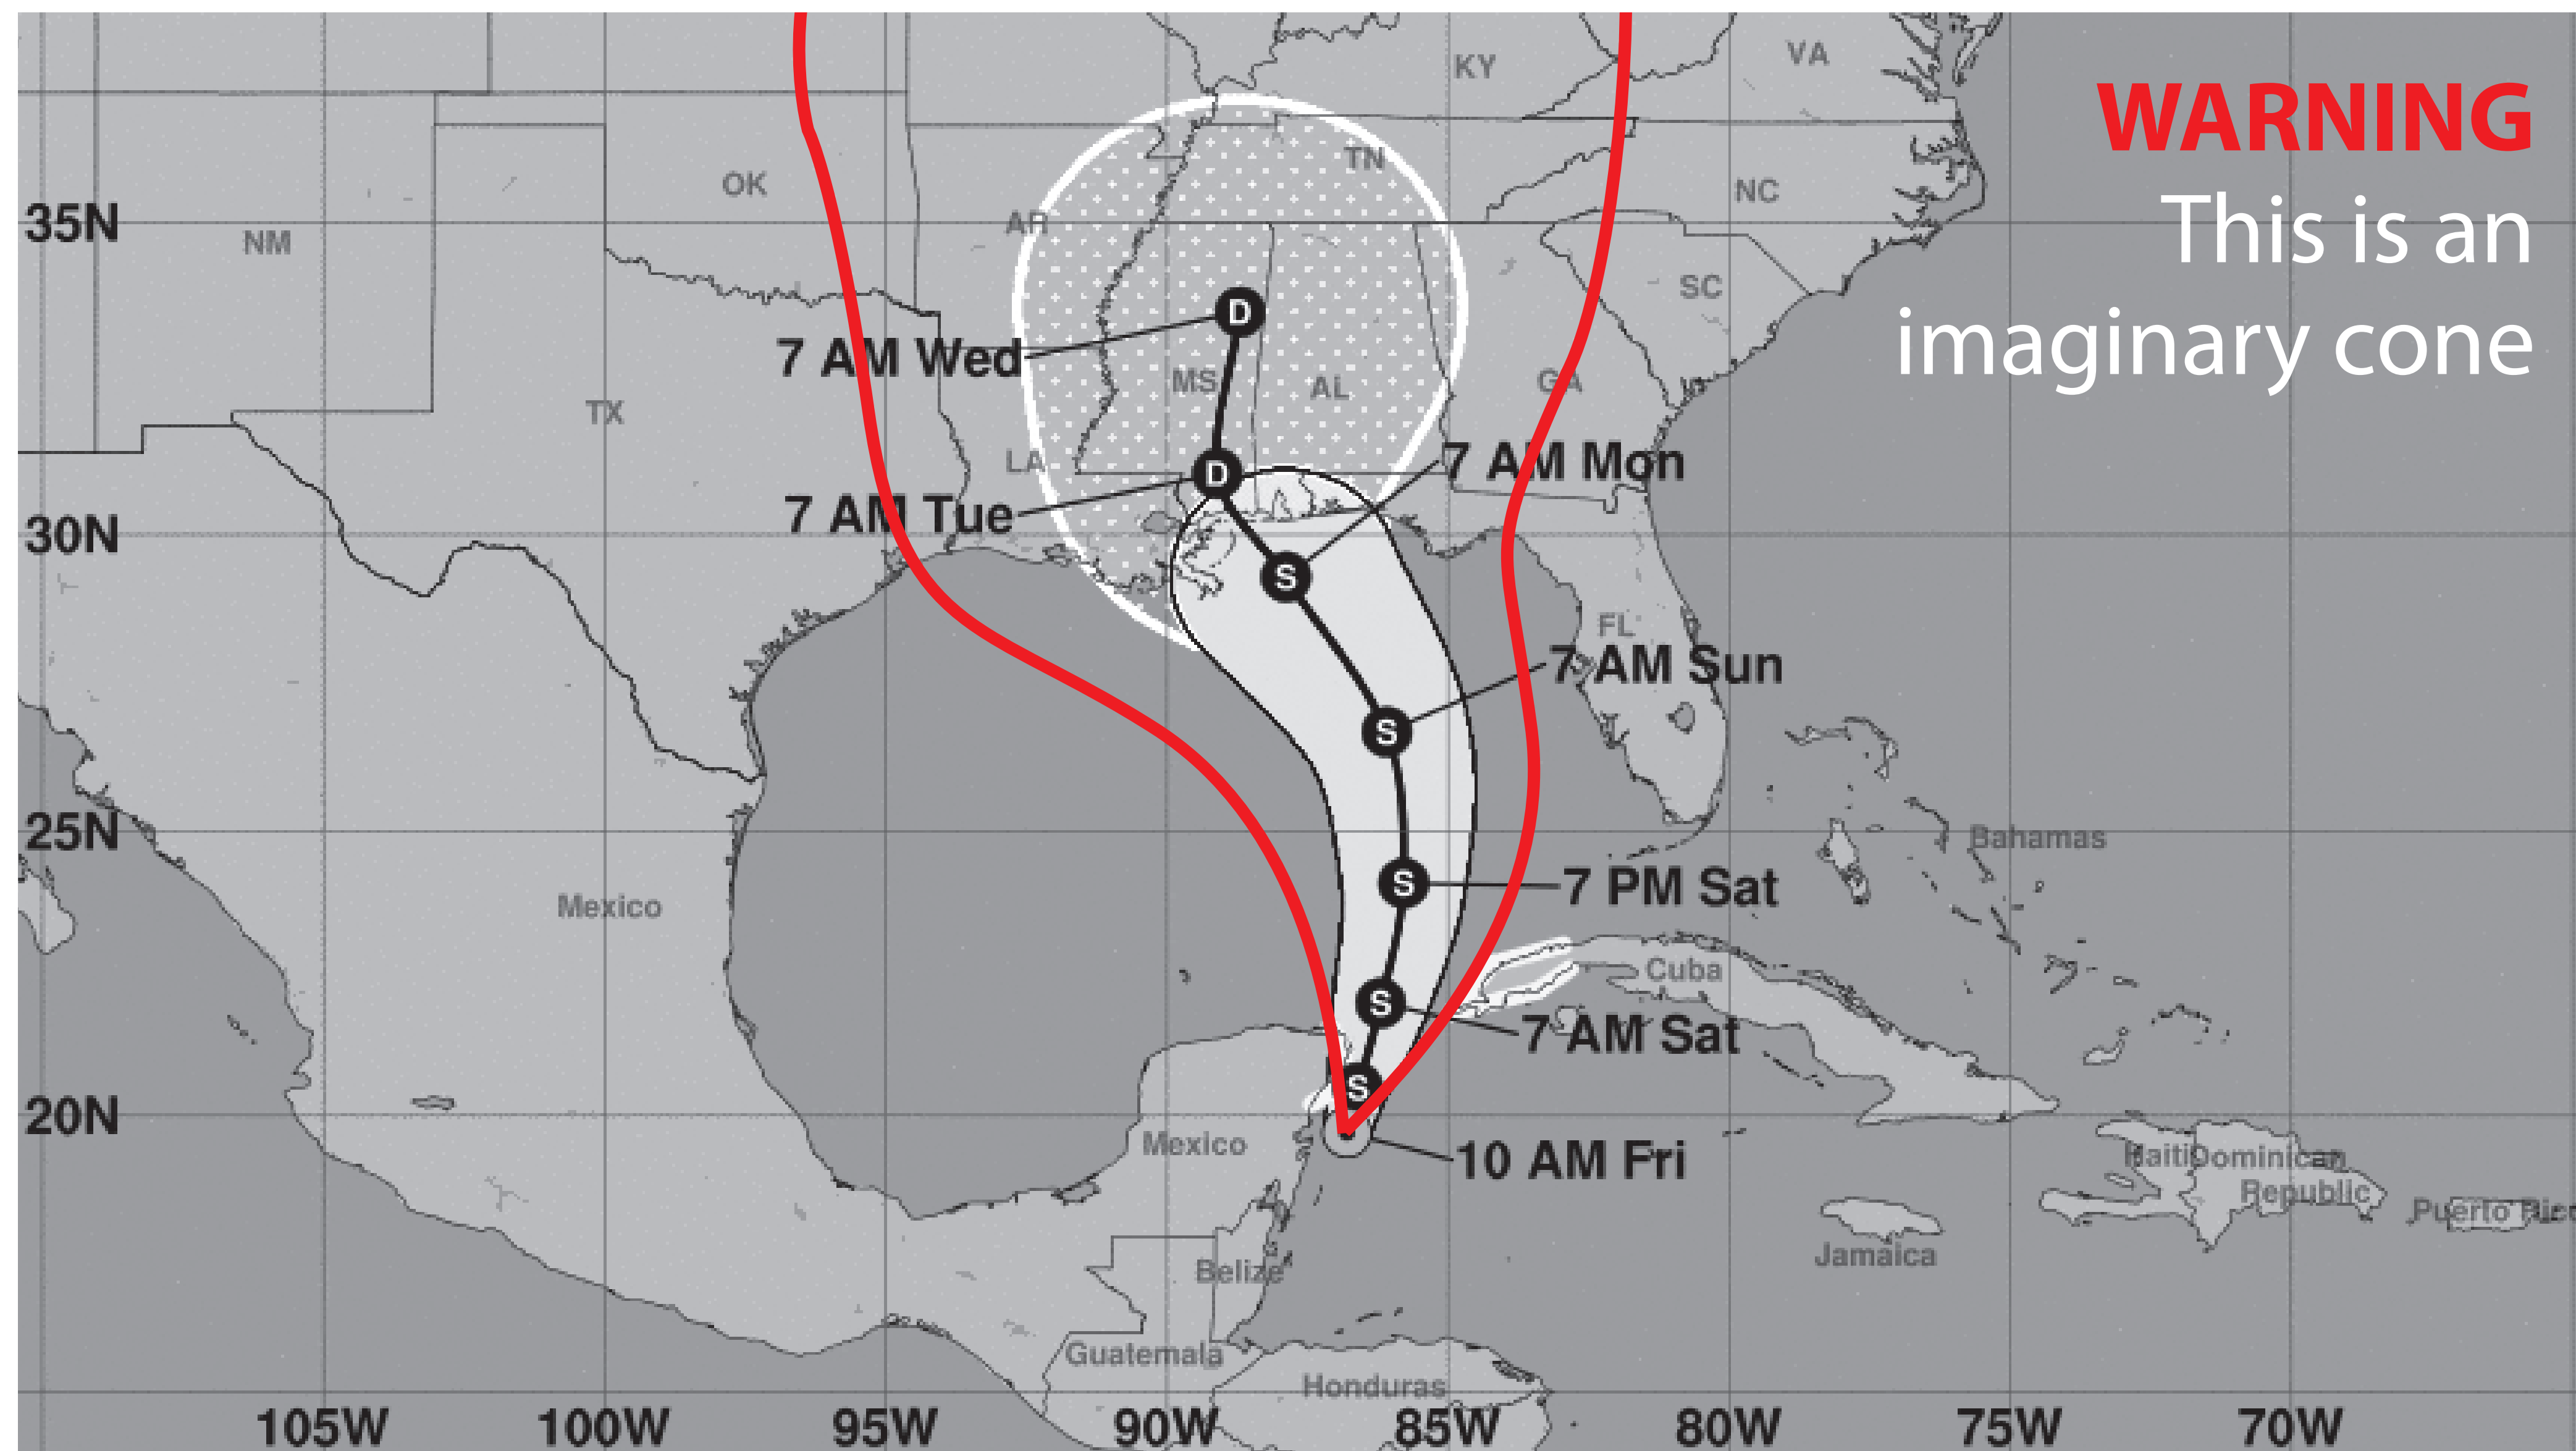 WARNING
This is an
imaginary cone
KY
VA
TN
OK
NC
AR
35N
NM
SC
D
7 AM Wed
MS
AL
GA
TX
LA
7 AM Mon
D
7 AM Tue
30N
S
FL
7 AM Sun
S
25N
Bahamas
S
7 PM Sat
Mexico
Cuba
S
7 AM Sat
S
20N
Mexico
10 AM Fri
Haiti
Dominican
Republic
Puerto Rico
Jamaica
Belize
Guatemala
Honduras
105W
100W
95W
90W
85W
80W
75W
70W